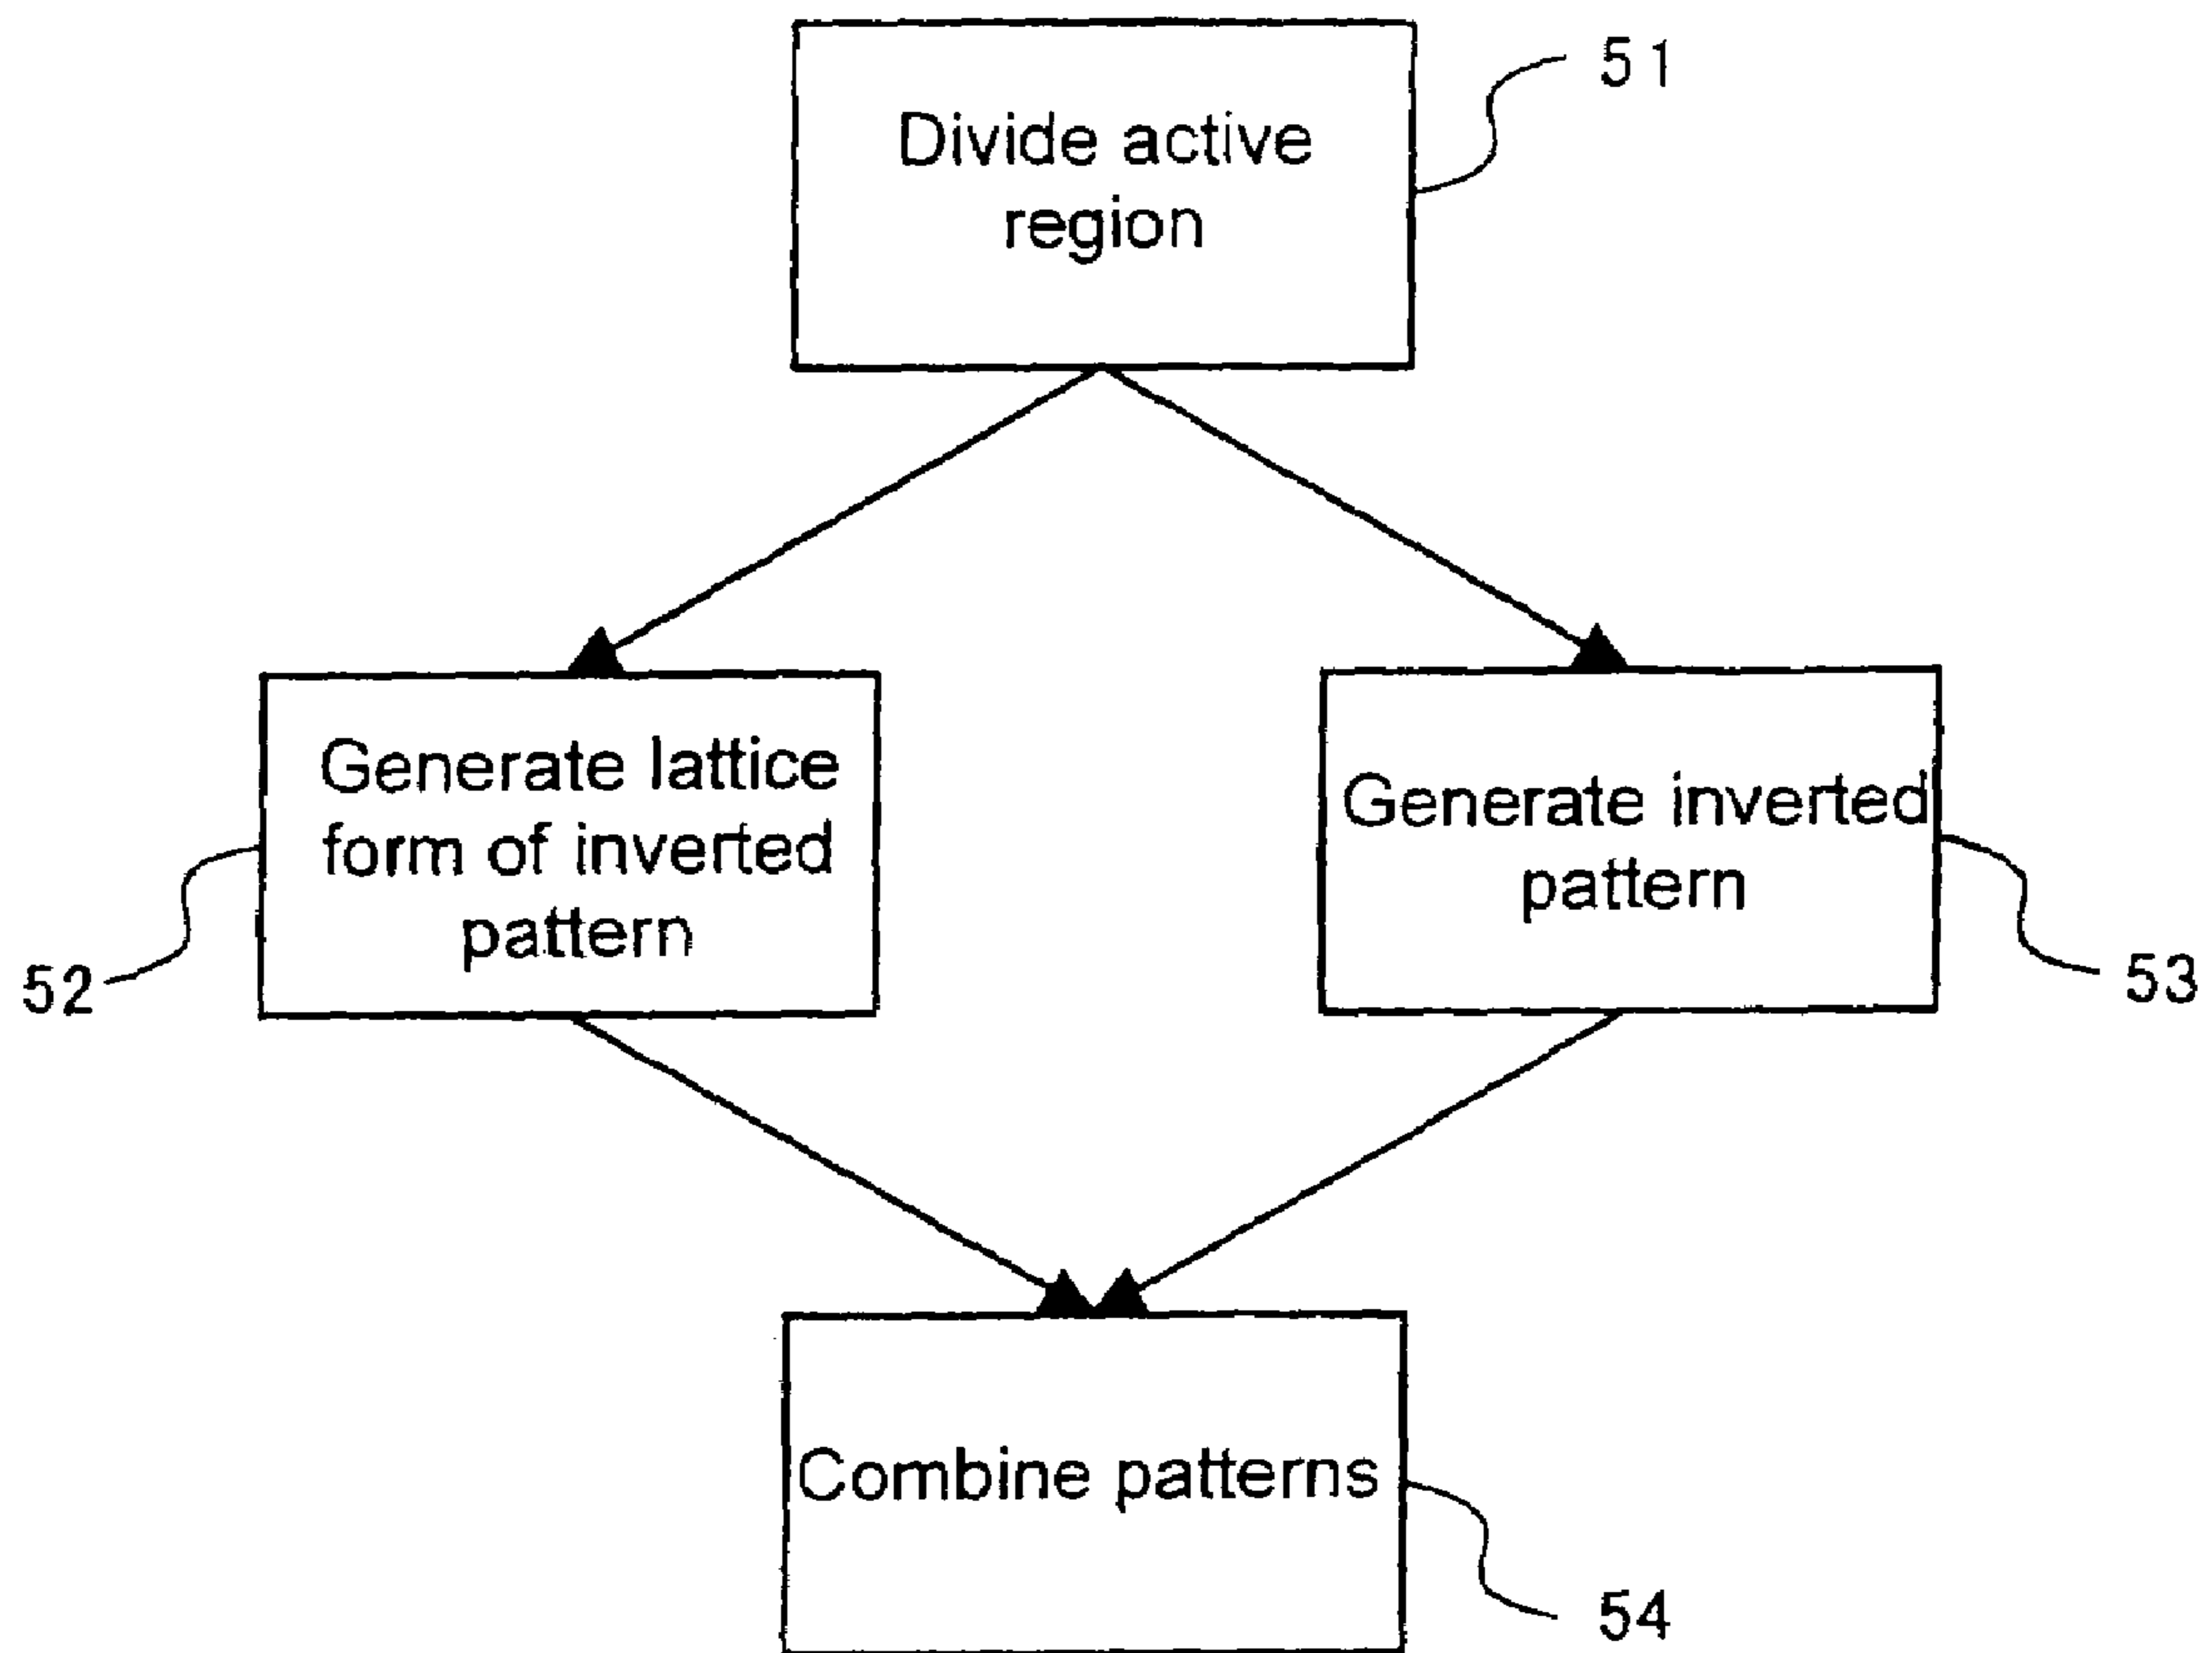 51
Divide active
region
Generate lattice
form of inverted
pattern
52
Generate inverted
pattern
53
Combine patterns
54